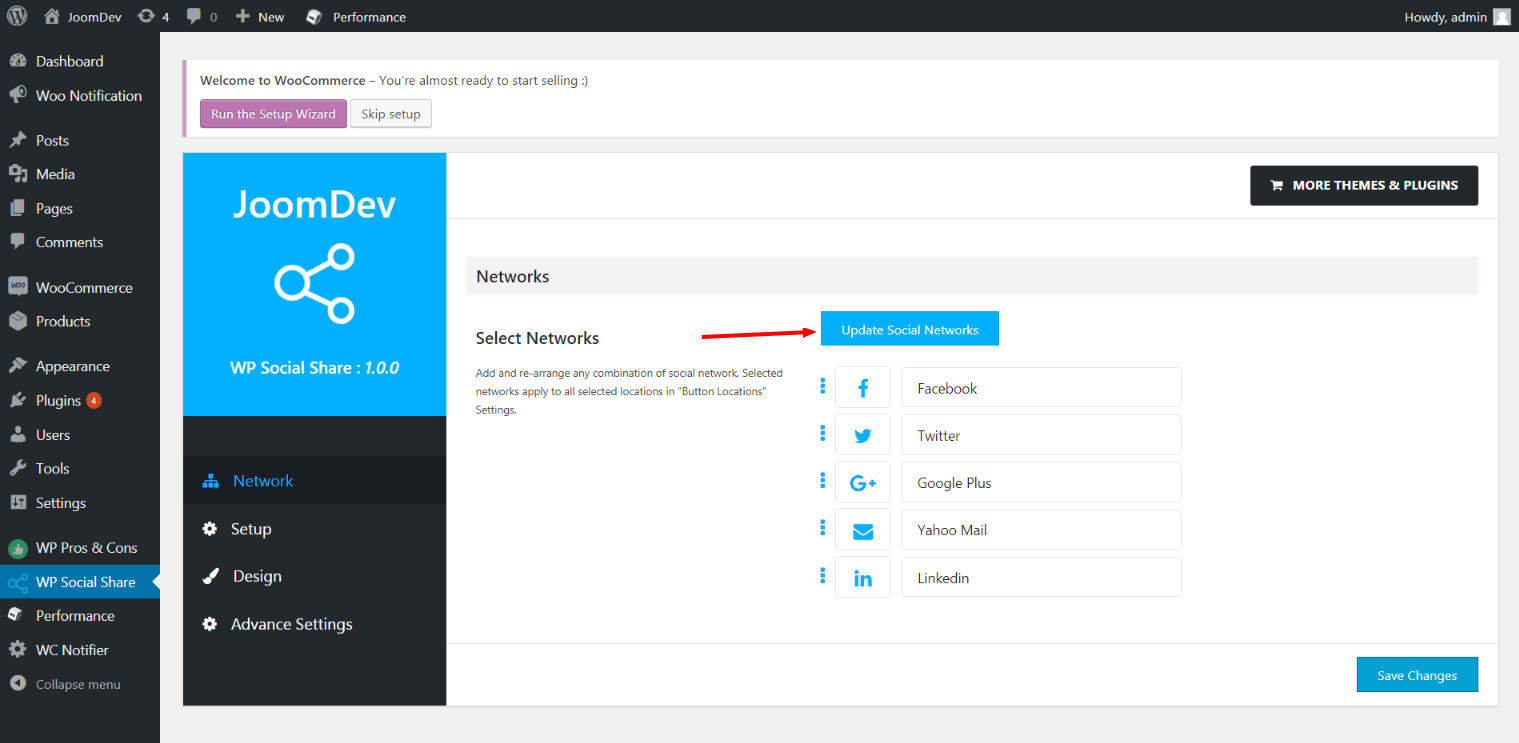 JoomDev 4 0 New Performance Howdy, admin
Dashboard
Woo Notification
Posts
Media
Pages
Comments
WOO WooCommerce
Products
Appearance
Plugins 4
Users
Tools
Settings
WP Pros & Cons
WP Social Share
Performance
WC Notifier
Collapse menu
Welcome to WooCommerce – You're almost ready to start selling :)
Run the Setup Wizard Skip setup
JoomDev
WP Social Share : 1.0.0
Network
Setup
Design
Advance Settings
MORE THEMES & PLUGINS
Networks
Select Networks
Add and re-arrange any combination of social network. Selected
networks apply to all selected locations in "Button Locations"
Settings.
Update Social Networks
Facebook
Twitter
G+ Google Plus
Yahoo Mail
in Linkedin
Save Changes